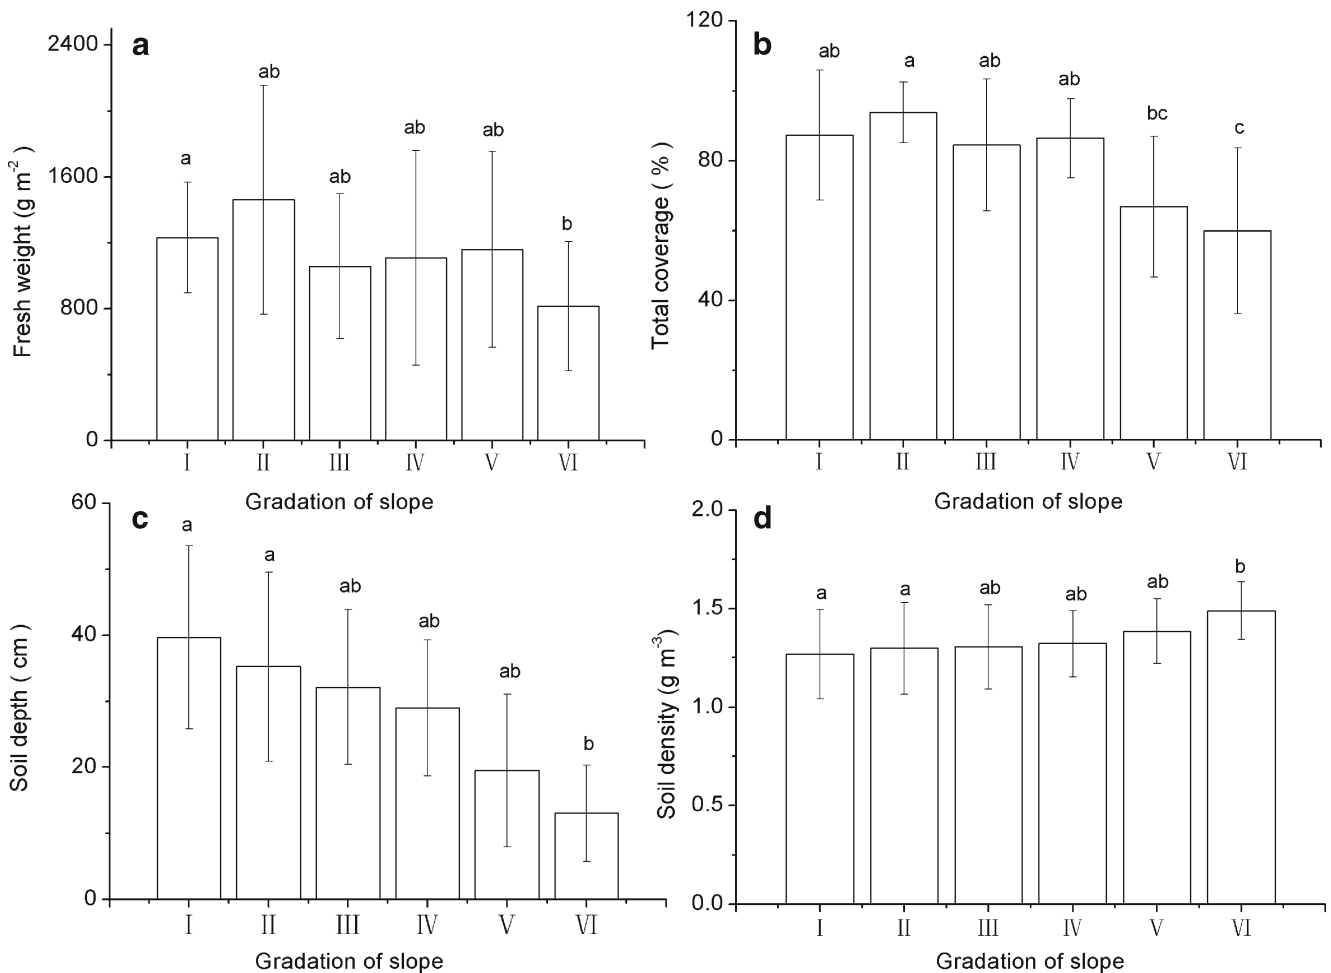 a
Fresh weight (g m⁻²)
2400
1600
800
0
a
ab
ab
ab
ab
b
I II III IV V VI
Gradation of slope
b
Total coverage ( % )
120
80
40
0
ab
a
ab
ab
bc
c
I II III IV V VI
Gradation of slope
c
Soil depth ( cm )
60
40
20
0
a
a
ab
ab
ab
b
I II III IV V VI
Gradation of slope
d
Soil density (g m⁻³)
2.0
1.5
1.0
0.5
0.0
a
a
ab
ab
ab
b
I II III IV V VI
Gradation of slope